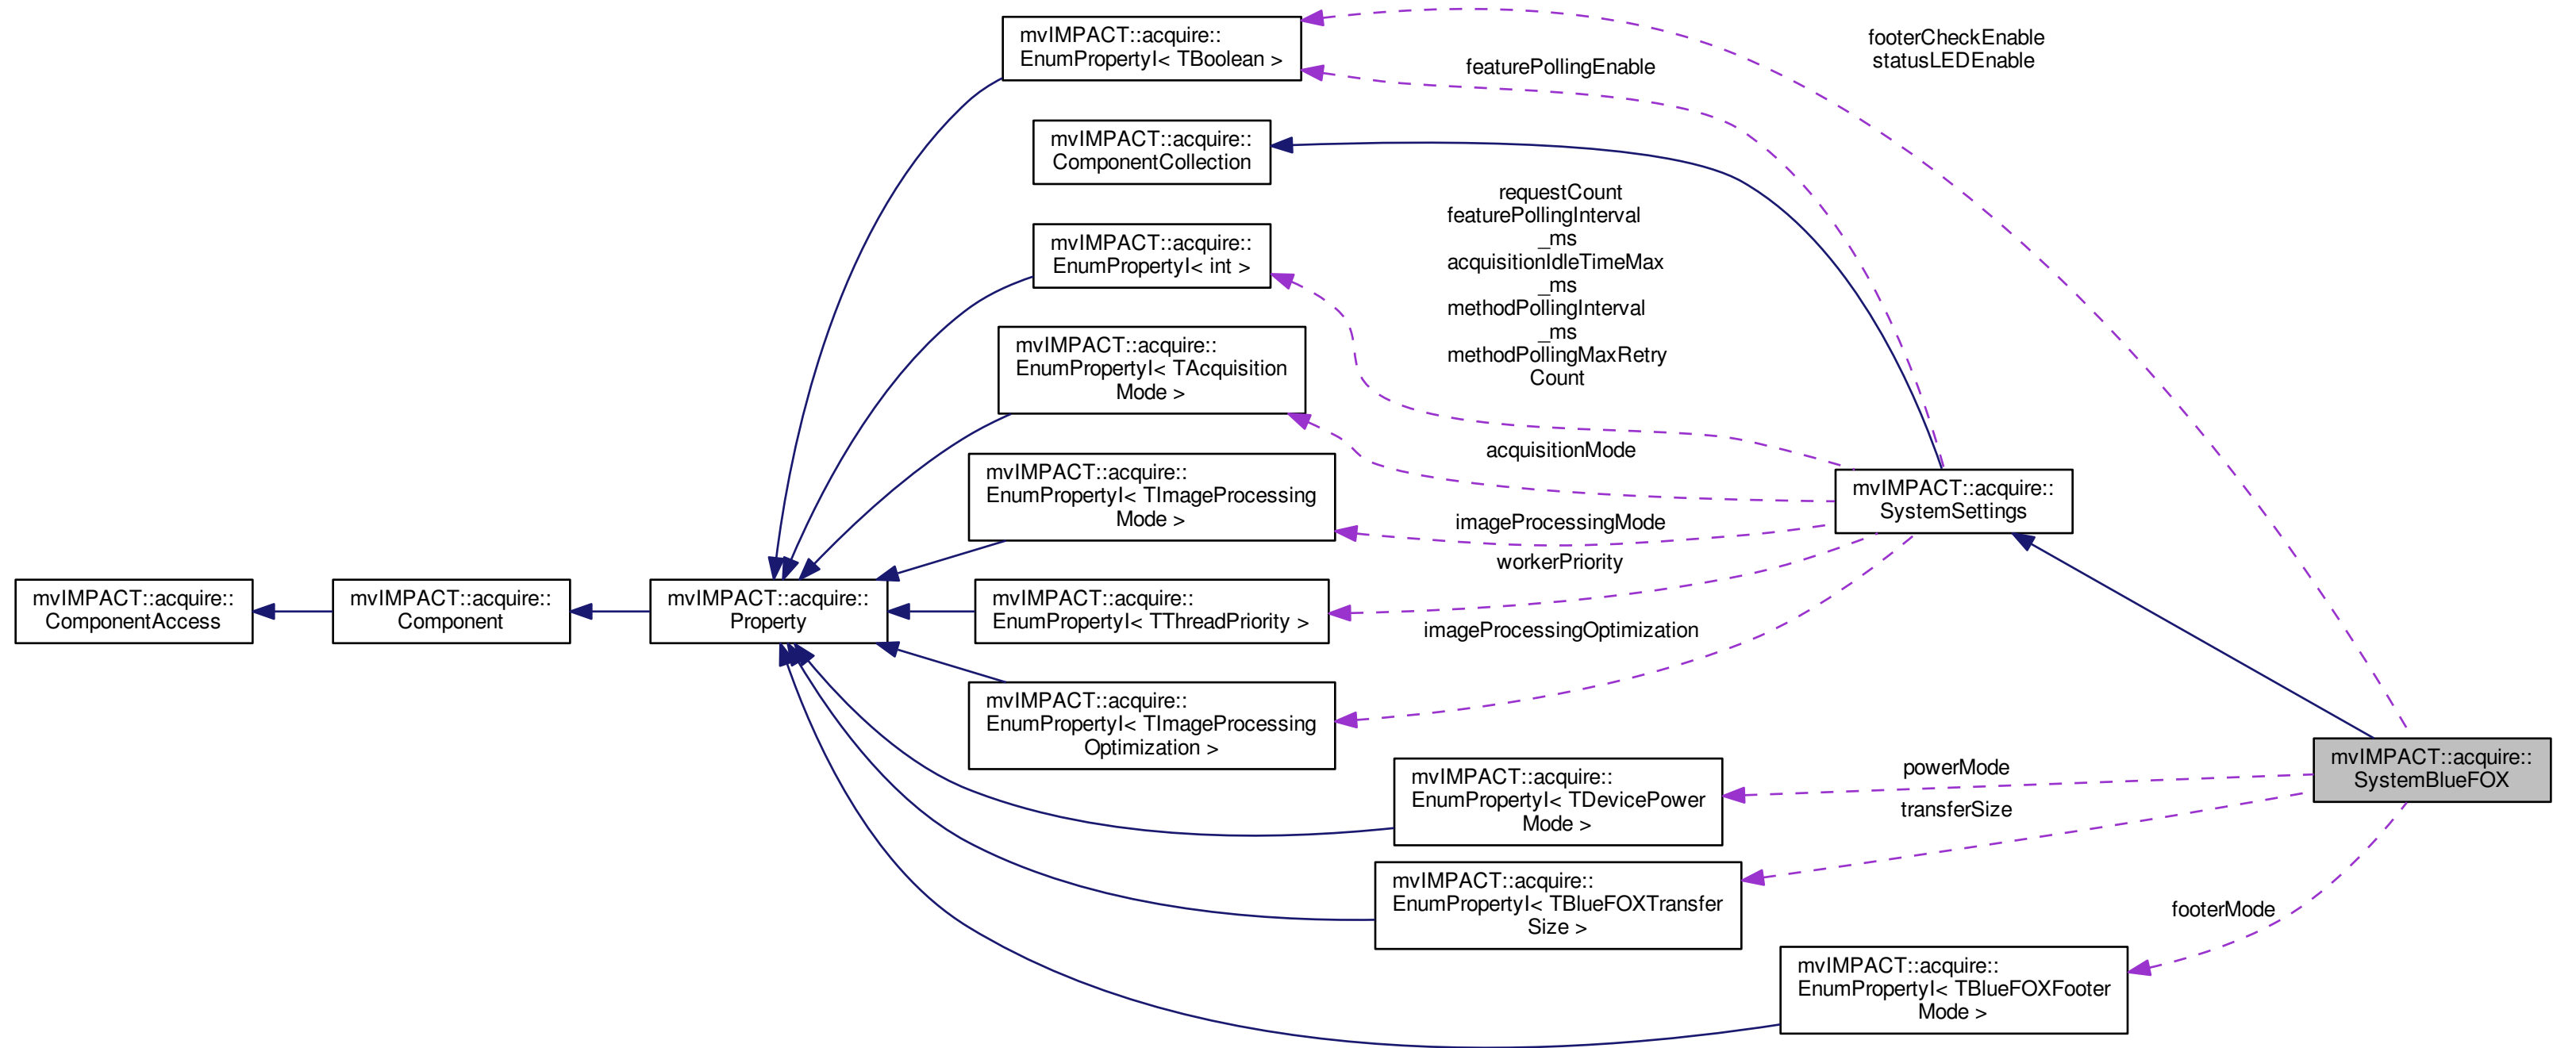 mvIMPACT::acquire::
EnumPropertyI< TBoolean >
footerCheckEnable
statusLEDEnable
featurePollingEnable
mvIMPACT::acquire::
ComponentCollection
requestCount
featurePollingInterval
_ms
acquisitionIdleTimeMax
_ms
methodPollingInterval
_ms
methodPollingMaxRetry
Count
mvIMPACT::acquire::
EnumPropertyI< int >
mvIMPACT::acquire::
EnumPropertyI< TAcquisition
Mode >
acquisitionMode
mvIMPACT::acquire::
EnumPropertyI< TImageProcessing
Mode >
mvIMPACT::acquire::
SystemSettings
imageProcessingMode
workerPriority
mvIMPACT::acquire::
ComponentAccess
mvIMPACT::acquire::
Component
mvIMPACT::acquire::
Property
mvIMPACT::acquire::
EnumPropertyI< TThreadPriority >
imageProcessingOptimization
mvIMPACT::acquire::
EnumPropertyI< TImageProcessing
Optimization >
mvIMPACT::acquire::
EnumPropertyI< TDevicePower
Mode >
powerMode
transferSize
mvIMPACT::acquire::
SystemBlueFOX
mvIMPACT::acquire::
EnumPropertyI< TBlueFOXTransfer
Size >
footerMode
mvIMPACT::acquire::
EnumPropertyI< TBlueFOXFooter
Mode >